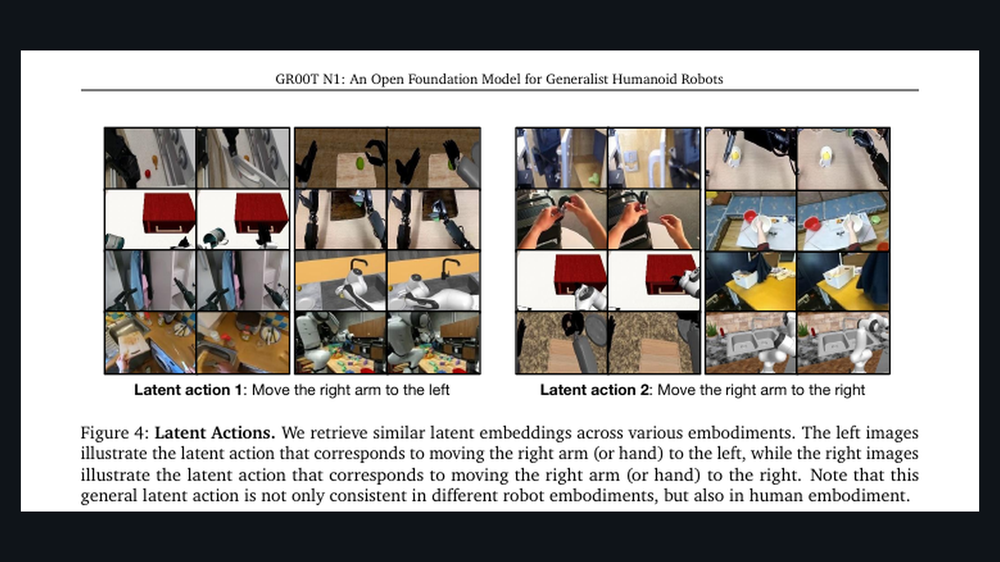 GR00T N1: An Open Foundation Model for Generalist Humanoid Robots
Latent action 1: Move the right arm to the left
Latent action 2: Move the right arm to the right
Figure 4: Latent Actions. We retrieve similar latent embeddings across various embodiments. The left images
illustrate the latent action that corresponds to moving the right arm (or hand) to the left, while the right images
illustrate the latent action that corresponds to moving the right arm (or hand) to the right. Note that this
general latent action is not only consistent in different robot embodiments, but also in human embodiment.